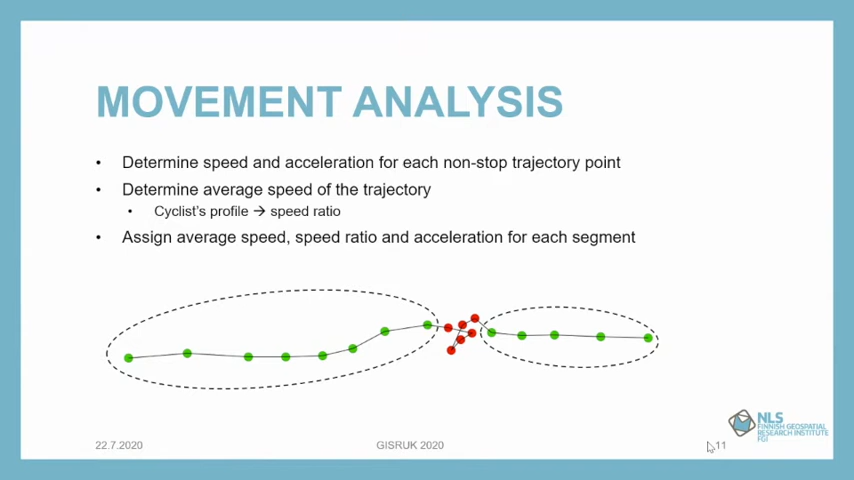 MOVEMENT ANALYSIS
• Determine speed and acceleration for each non-stop trajectory point
• Determine average speed of the trajectory
• Cyclist's profile → speed ratio
• Assign average speed, speed ratio and acceleration for each segment
22.7.2020
GISRUK 2020
11
NLS
FINNISH GEOSPATIAL
RESEARCH INSTITUTE
FGI